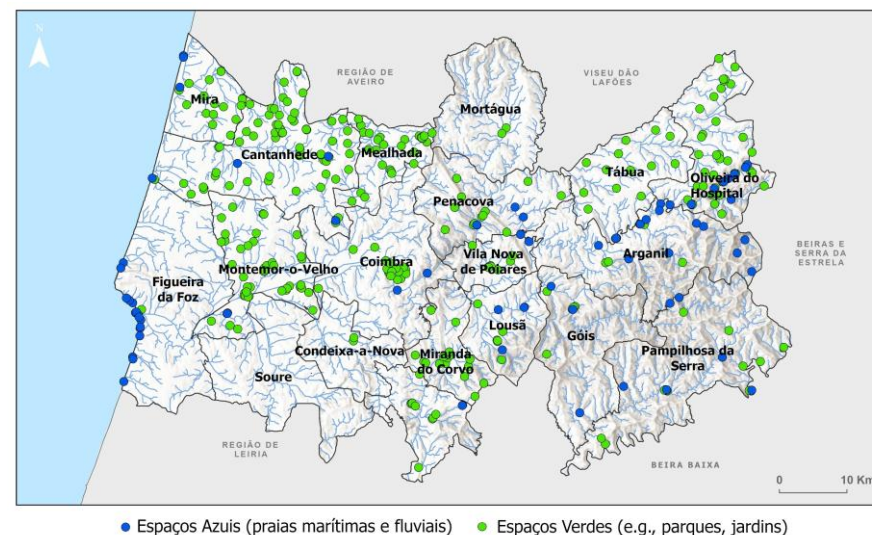 N
REGIÃO DE
AVEIRO
VISEU DÃO
LAFÕES
Mira
Mortágua
Cantanhede
Mealhada
Tábua
Oliveira do
Hospital
Penacova
Coimbra
Vila Nova
de Poiares
Arganil
BEIRAS E
SERRA DA
ESTRELA
Montemor-o-Velho
Figueira
da Foz
Lousã
Góis
Condeixa-a-Nova
Miranda
do Corvo
Pampilhosa da
Serra
Soure
REGIÃO DE
LEIRIA
BEIRA BAIXA
0 10 Km
Espaços Azuis (praias marítimas e fluviais) Espaços Verdes (e.g., parques, jardins)